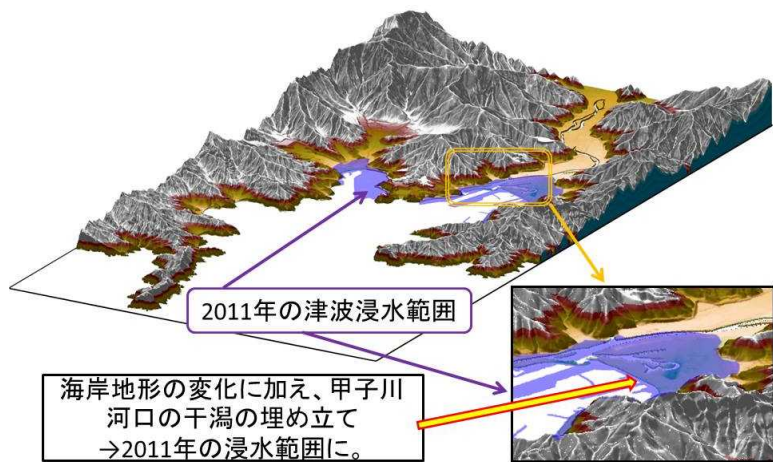 2011年の津波浸水範囲
海岸地形の変化に加え、甲子川
河口の干潟の埋め立て
→2011年の浸水範囲に。